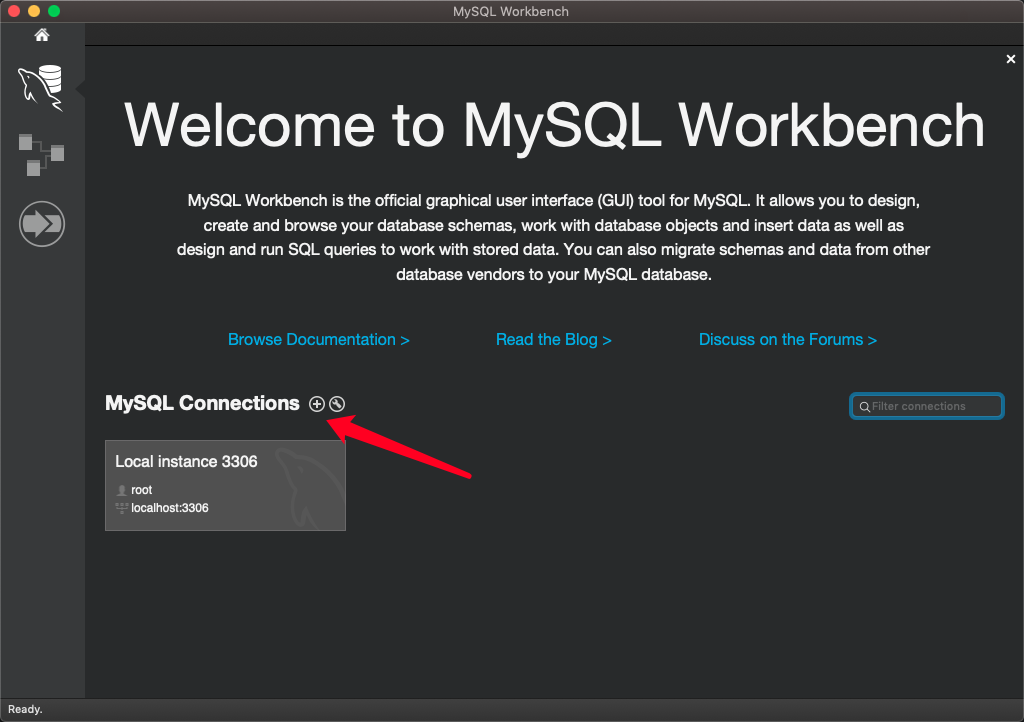 MySQL Workbench
Welcome to MySQL Workbench
MySQL Workbench is the official graphical user interface (GUI) tool for MySQL. It allows you to design,
create and browse your database schemas, work with database objects and insert data as well as
design and run SQL queries to work with stored data. You can also migrate schemas and data from other
database vendors to your MySQL database.
Browse Documentation > Read the Blog > Discuss on the Forums >
MySQL Connections
Filter connections
Local instance 3306
root
localhost:3306
Ready.